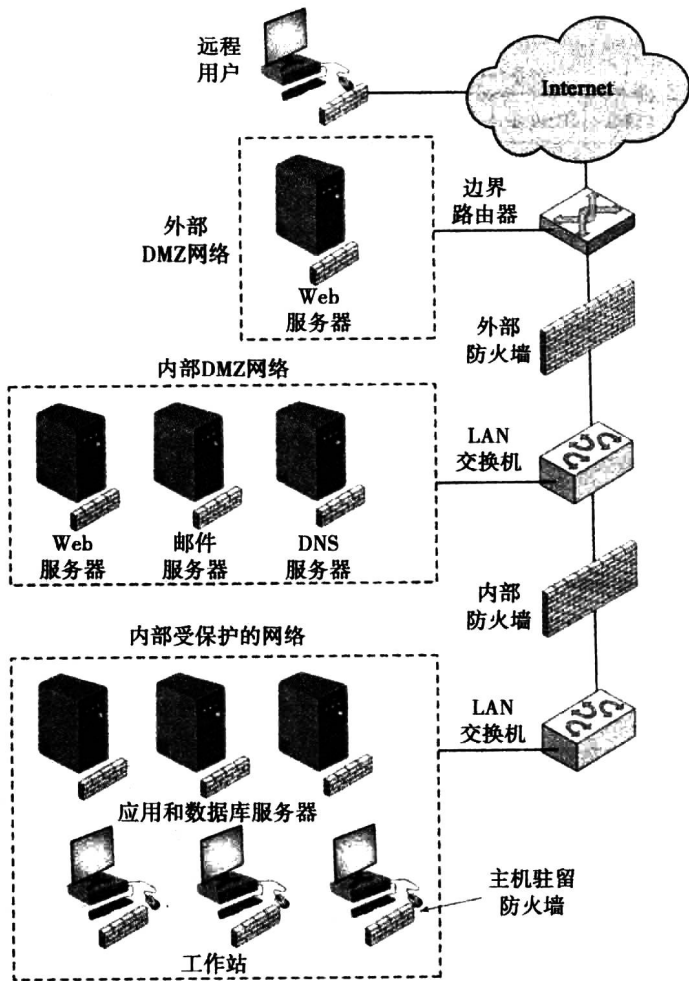 远程
用户
Internet
边界
路由器
外部
DMZ网络
Web
服务器
外部
防火墙
内部DMZ网络
LAN
交换机
Web
服务器
邮件
服务器
DNS
服务器
内部
防火墙
内部受保护的网络
LAN
交换机
应用和数据库服务器
主机驻留
防火墙
工作站